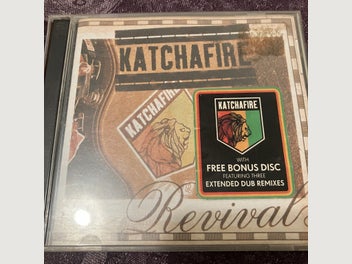 KATCHAFIRE
KATCHAFIRE
KATCHAFIRE
WITH
FREE BONUS DISC
FEATURING THREE
EXTENDED DUB REMIXES
Revival